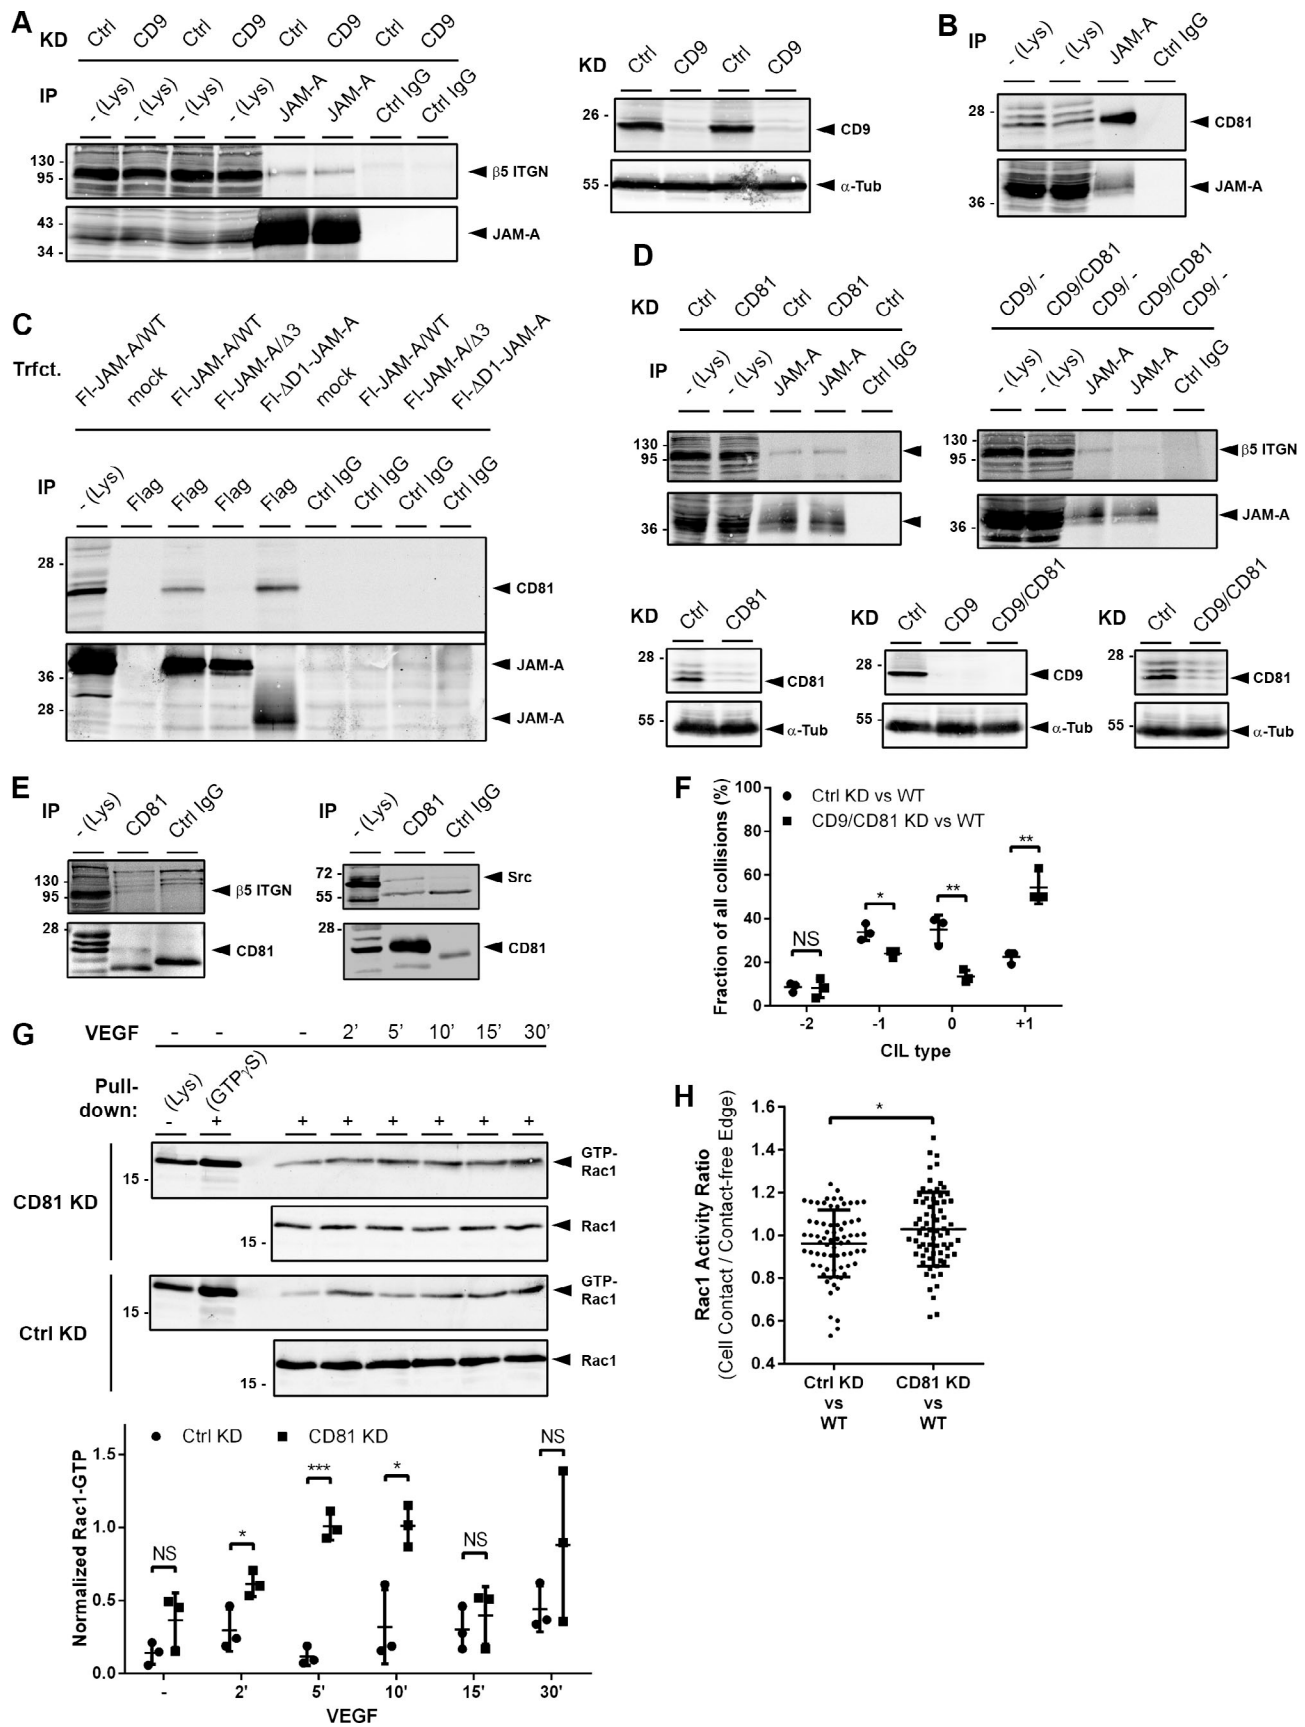 A
KD Ctrl CD9 Ctrl CD9 Ctrl CD9 Ctrl CD9
IP - (Lys) - (Lys) - (Lys) - (Lys) JAM-A JAM-A Ctrl IgG Ctrl IgG
130 -
95 -
β5 ITGN
43 -
34 -
JAM-A
KD Ctrl CD9 Ctrl CD9
26 -
CD9
55 -
α-Tub
B
IP - (Lys) - (Lys) JAM-A Ctrl IgG
28 -
CD81
36 -
JAM-A
C
Trfct. Fl-JAM-A/WT mock Fl-JAM-A/WT Fl-JAM-A/Δ3 Fl-ΔD1-JAM-A mock Fl-JAM-A/WT Fl-JAM-A/Δ3 Fl-ΔD1-JAM-A
IP - (Lys) Flag Flag Flag Flag Ctrl IgG Ctrl IgG Ctrl IgG Ctrl IgG
28 -
CD81
36 -
JAM-A
28 -
JAM-A
D
KD Ctrl CD81 Ctrl CD81 Ctrl
IP - (Lys) - (Lys) JAM-A JAM-A Ctrl IgG
130 -
95 -
36 -
CD9/ - CD9/CD81 CD9/ - CD9/CD81 CD9/ -
- (Lys) - (Lys) JAM-A JAM-A Ctrl IgG
130 -
95 -
β5 ITGN
36 -
JAM-A
KD Ctrl CD81
28 -
CD81
55 -
α-Tub
KD Ctrl CD9 CD9/CD81
28 -
CD9
55 -
α-Tub
KD Ctrl CD9/CD81
28 -
CD81
55 -
α-Tub
E
IP - (Lys) CD81 Ctrl IgG
130 -
95 -
β5 ITGN
28 -
CD81
IP - (Lys) CD81 Ctrl IgG
72 -
55 -
Src
28 -
CD81
F
Fraction of all collisions (%)
100
80
60
40
20
0
Ctrl KD vs WT
CD9/CD81 KD vs WT
NS * ** **
-2 -1 0 +1
CIL type
G
VEGF - - - 2' 5' 10' 15' 30'
Pull-down: (Lys) (GTPγS)
- + + + + + + +
CD81 KD
15 -
GTP-
Rac1
15 -
Rac1
Ctrl KD
15 -
GTP-
Rac1
15 -
Rac1
Normalized Rac1-GTP
1.5
1.0
0.5
0.0
Ctrl KD CD81 KD
NS * *** * NS NS
- 2' 5' 10' 15' 30'
VEGF
H
Rac1 Activity Ratio
(Cell Contact / Contact-free Edge)
1.6
1.4
1.2
1.0
0.8
0.6
0.4
*
Ctrl KD
vs
WT
CD81 KD
vs
WT